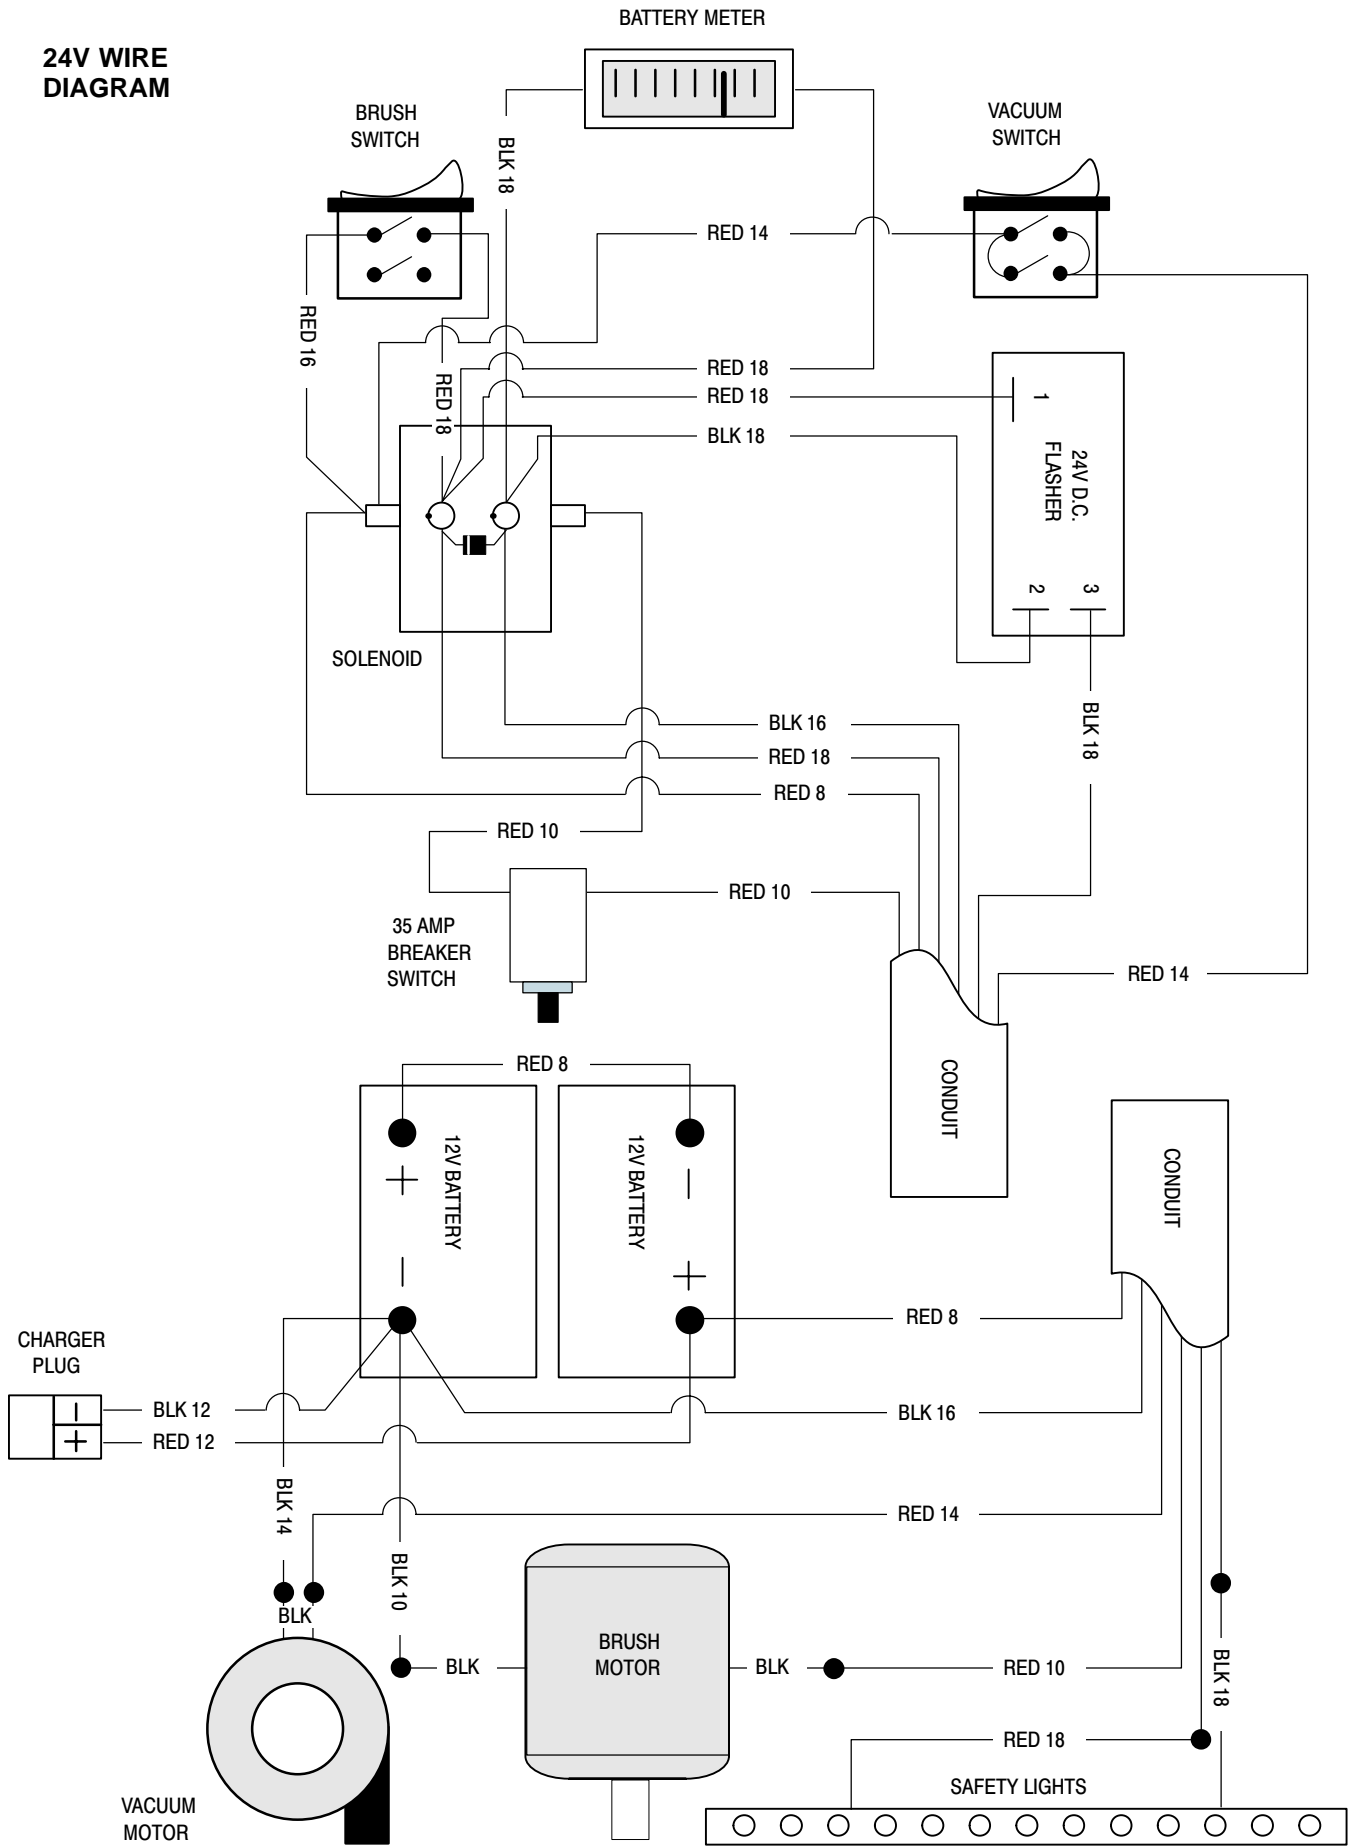 BATTERY METER
24V WIRE
DIAGRAM
BRUSH
SWITCH
VACUUM
SWITCH
BLK 18
RED 14
RED 16
RED 18
RED 18
RED 18
BLK 18
1
24V D.C.
FLASHER
2
3
SOLENOID
BLK 16
BLK 18
RED 18
RED 8
RED 10
RED 10
35 AMP
BREAKER
SWITCH
RED 14
RED 8
CONDUIT
12V BATTERY
+
−
12V BATTERY
−
+
CONDUIT
RED 8
CHARGER
PLUG
−
+
BLK 12
RED 12
BLK 16
BLK 14
RED 14
BLK 10
BLK
BRUSH
MOTOR
BLK
BLK
RED 10
BLK 18
RED 18
SAFETY LIGHTS
VACUUM
MOTOR